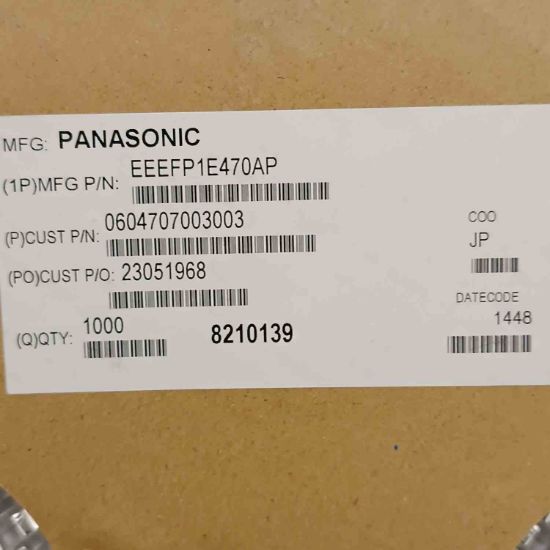 MFG: PANASONIC
(1P)MFG P/N: EEEFP1E470AP
(P)CUST P/N: 0604707003003
COO
JP
(PO)CUST P/O: 23051968
DATECODE
1448
(Q)QTY: 1000
8210139